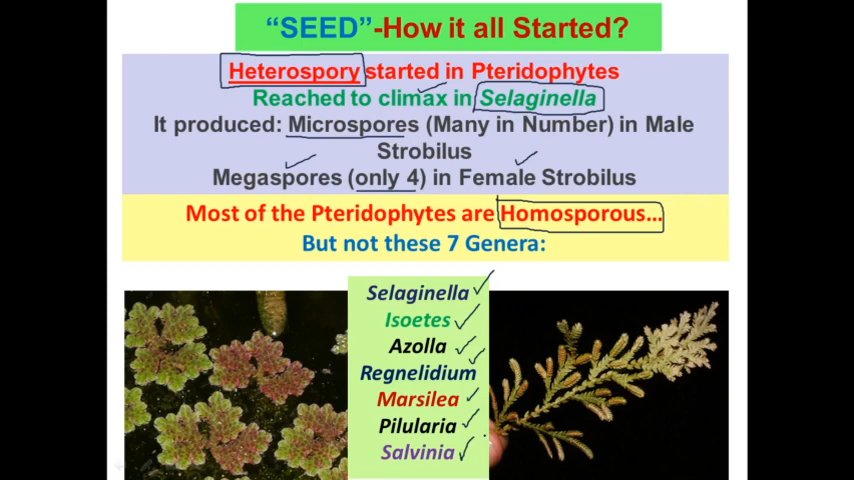 “SEED”-How it all Started?
Heterospory started in Pteridophytes
Reached to climax in Selaginella
It produced: Microspores (Many in Number) in Male
Strobilus
Megaspores (only 4) in Female Strobilus
Most of the Pteridophytes are Homosporous...
But not these 7 Genera:
Selaginella
Isoetes
Azolla
Regnelidium
Marsilea
Pilularia
Salvinia